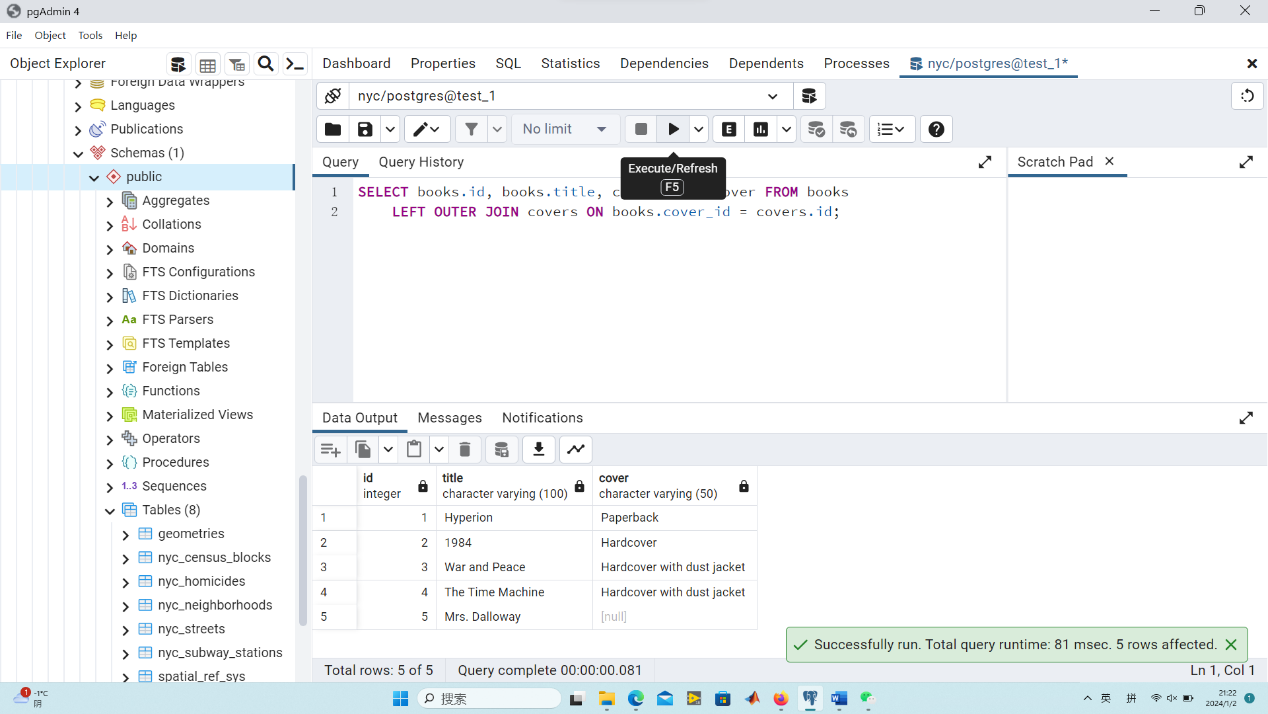 pgAdmin 4
File Object Tools Help
Object Explorer
Dashboard Properties SQL Statistics Dependencies Dependents Processes nyc/postgres@test_1*
Foreign Data Wrappers
Languages
Publications
Schemas (1)
public
Aggregates
Collations
Domains
FTS Configurations
FTS Dictionaries
Aa FTS Parsers
FTS Templates
Foreign Tables
Functions
Materialized Views
Operators
Procedures
1..3 Sequences
Tables (8)
geometries
nyc_census_blocks
nyc_homicides
nyc_neighborhoods
nyc_streets
nyc_subway_stations
spatial_ref_sys
nyc/postgres@test_1
No limit
E
Query Query History
Execute/Refresh
F5
Scratch Pad
1 SELECT books.id, books.title, c over FROM books
2 LEFT OUTER JOIN covers ON books.cover_id = covers.id;
Data Output Messages Notifications
id title cover
integer character varying (100) character varying (50)
1 1 Hyperion Paperback
2 2 1984 Hardcover
3 3 War and Peace Hardcover with dust jacket
4 4 The Time Machine Hardcover with dust jacket
5 5 Mrs. Dalloway [null]
Successfully run. Total query runtime: 81 msec. 5 rows affected.
Total rows: 5 of 5 Query complete 00:00:00.081 Ln 1, Col 1
1 -1°C
阴
搜索
英 拼
21:22
2024/1/2
1